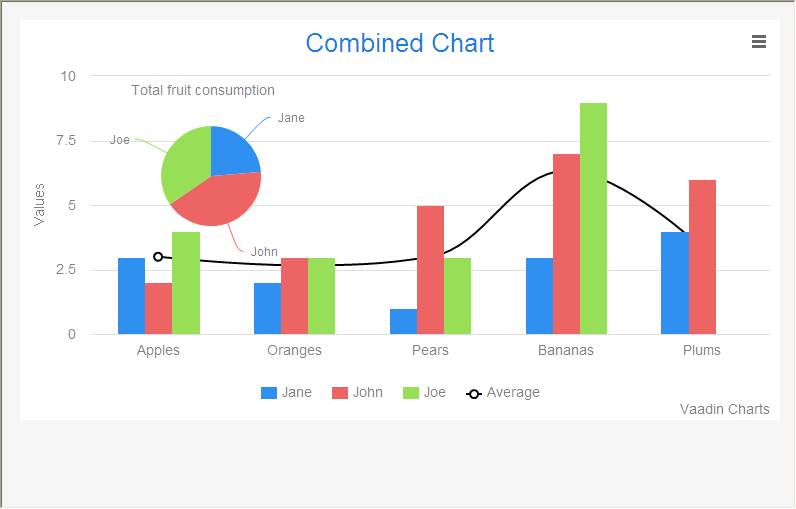 Combined Chart
Total fruit consumption
Jane
Joe
John
Values
10
7.5
5
2.5
0
Apples Oranges Pears Bananas Plums
Jane John Joe Average
Vaadin Charts